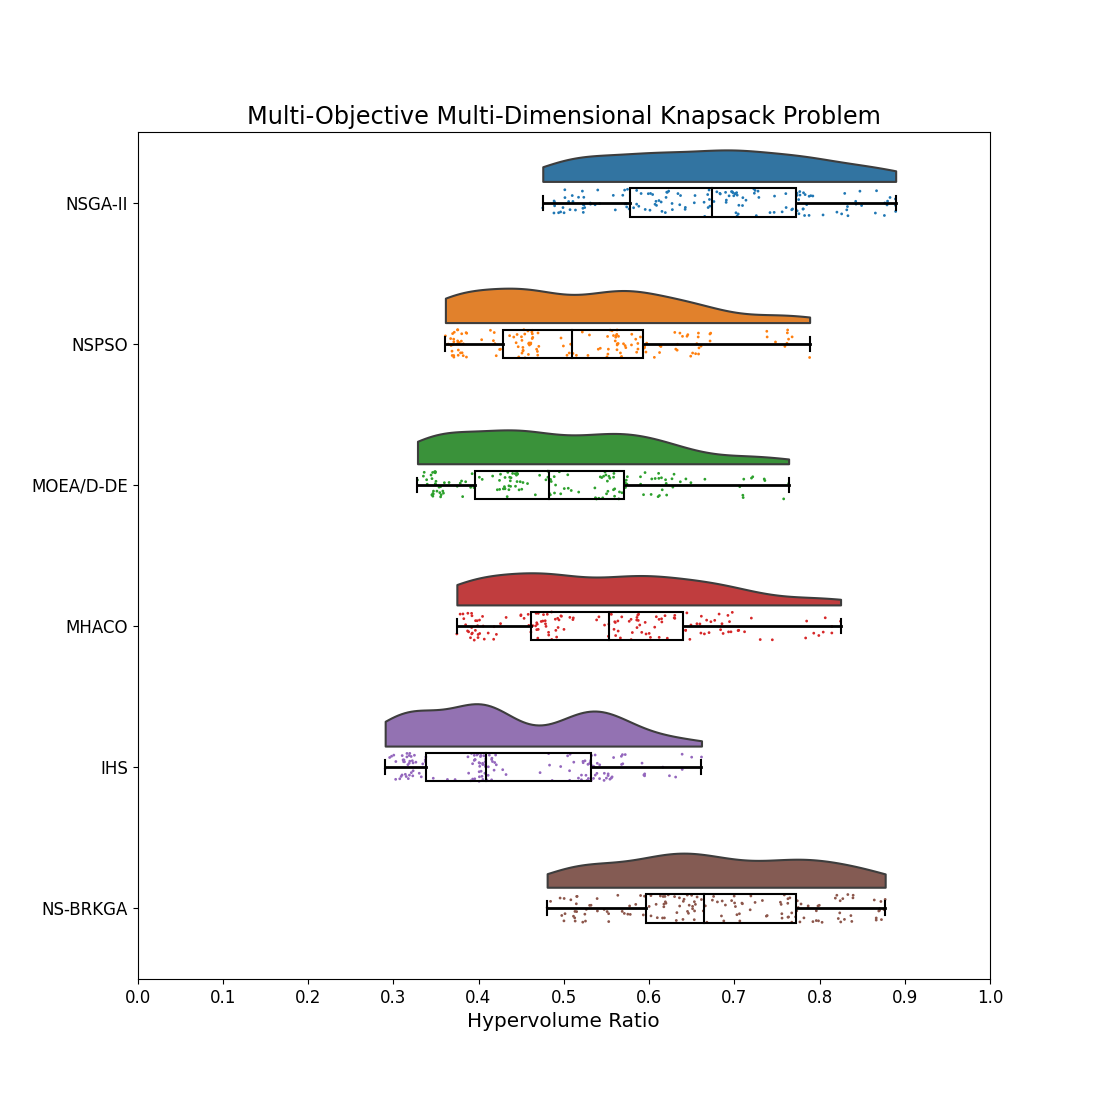 Multi-Objective Multi-Dimensional Knapsack Problem
NSGA-II
NSPSO
MOEA/D-DE
MHACO
IHS
NS-BRKGA
0.0 0.1 0.2 0.3 0.4 0.5 0.6 0.7 0.8 0.9 1.0
Hypervolume Ratio